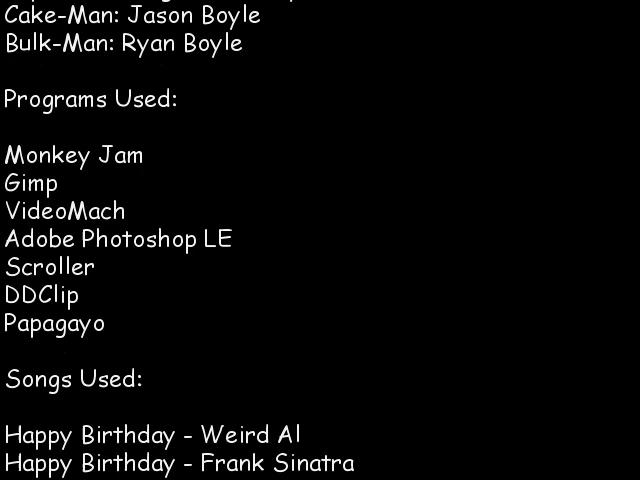 Cake-Man: Jason Boyle
Bulk-Man: Ryan Boyle
Programs Used:
Monkey Jam
Gimp
VideoMach
Adobe Photoshop LE
Scroller
DDClip
Papagayo
Songs Used:
Happy Birthday - Weird Al
Happy Birthday - Frank Sinatra